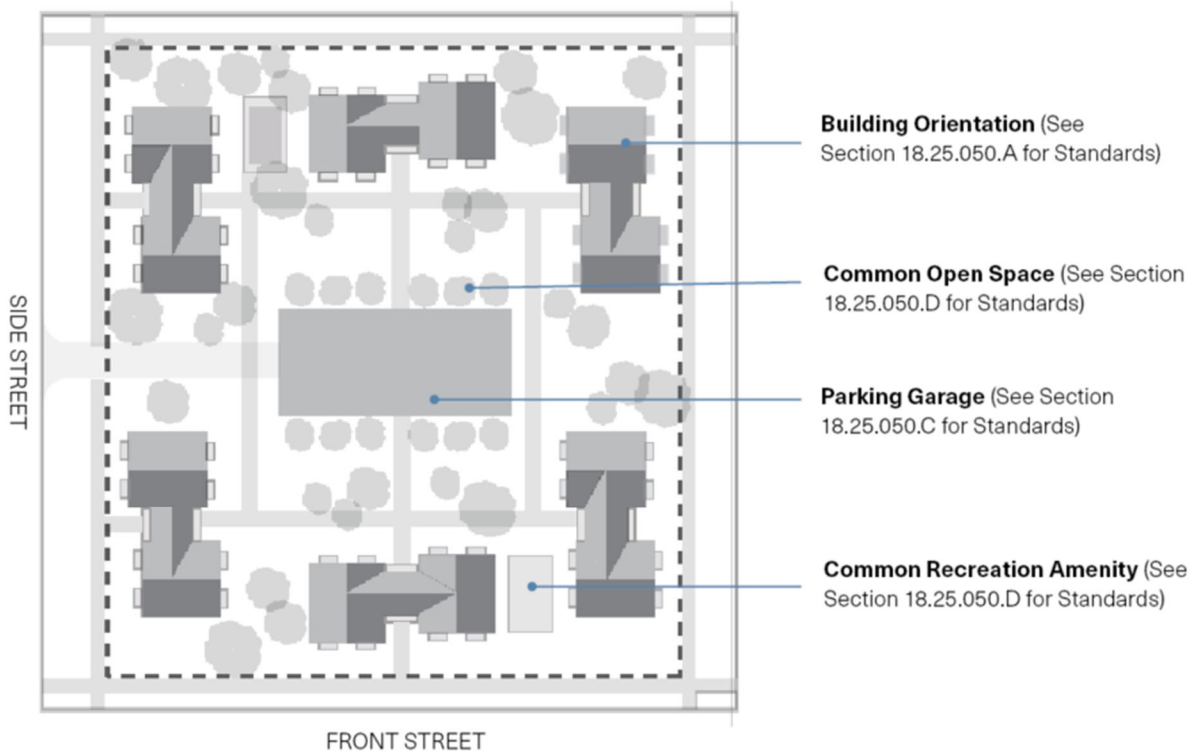 Building Orientation (See
Section 18.25.050.A for Standards)
Common Open Space (See Section
18.25.050.D for Standards)
SIDE STREET
Parking Garage (See Section
18.25.050.C for Standards)
Common Recreation Amenity (See
Section 18.25.050.D for Standards)
FRONT STREET